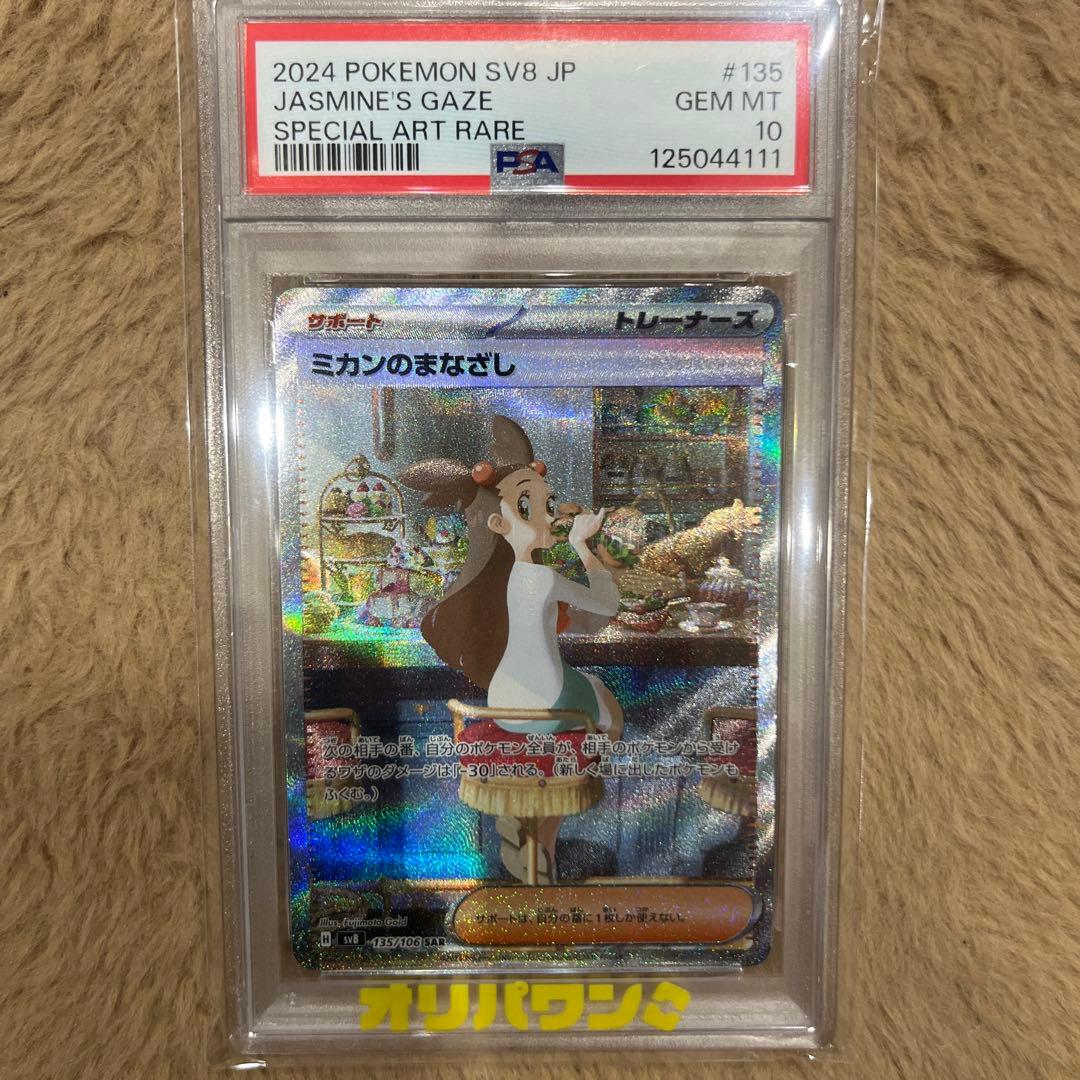 2024 POKEMON SV8 JP #135
JASMINE'S GAZE GEM MT
SPECIAL ART RARE 10
PSA 125044111
サポート トレーナーズ
ミカンのまなざし
次の相手の番、自分のポケモン全員が、相手のポケモンから受け
るワザのダメージは「-30」される。(新しく場に出したポケモンも
ふくむ。)
サポートは、自分の番に1枚しか使えない。
Illus. Fujimoto Gold
H sv8 135/106 SAR
オリパワン